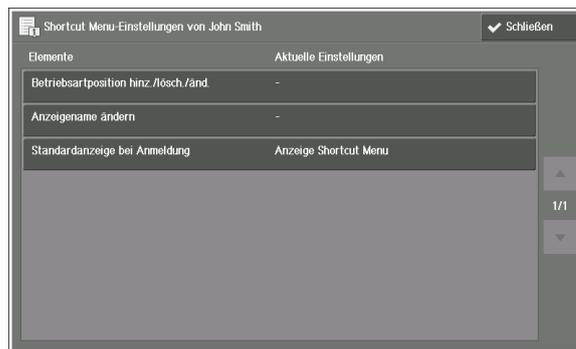 Shortcut Menu-Einstellungen von John Smith
Schließen
Elemente Aktuelle Einstellungen
Betriebsartposition hinz./lösch./änd. -
Anzeigename ändern -
Standardanzeige bei Anmeldung Anzeige Shortcut Menu
1/1